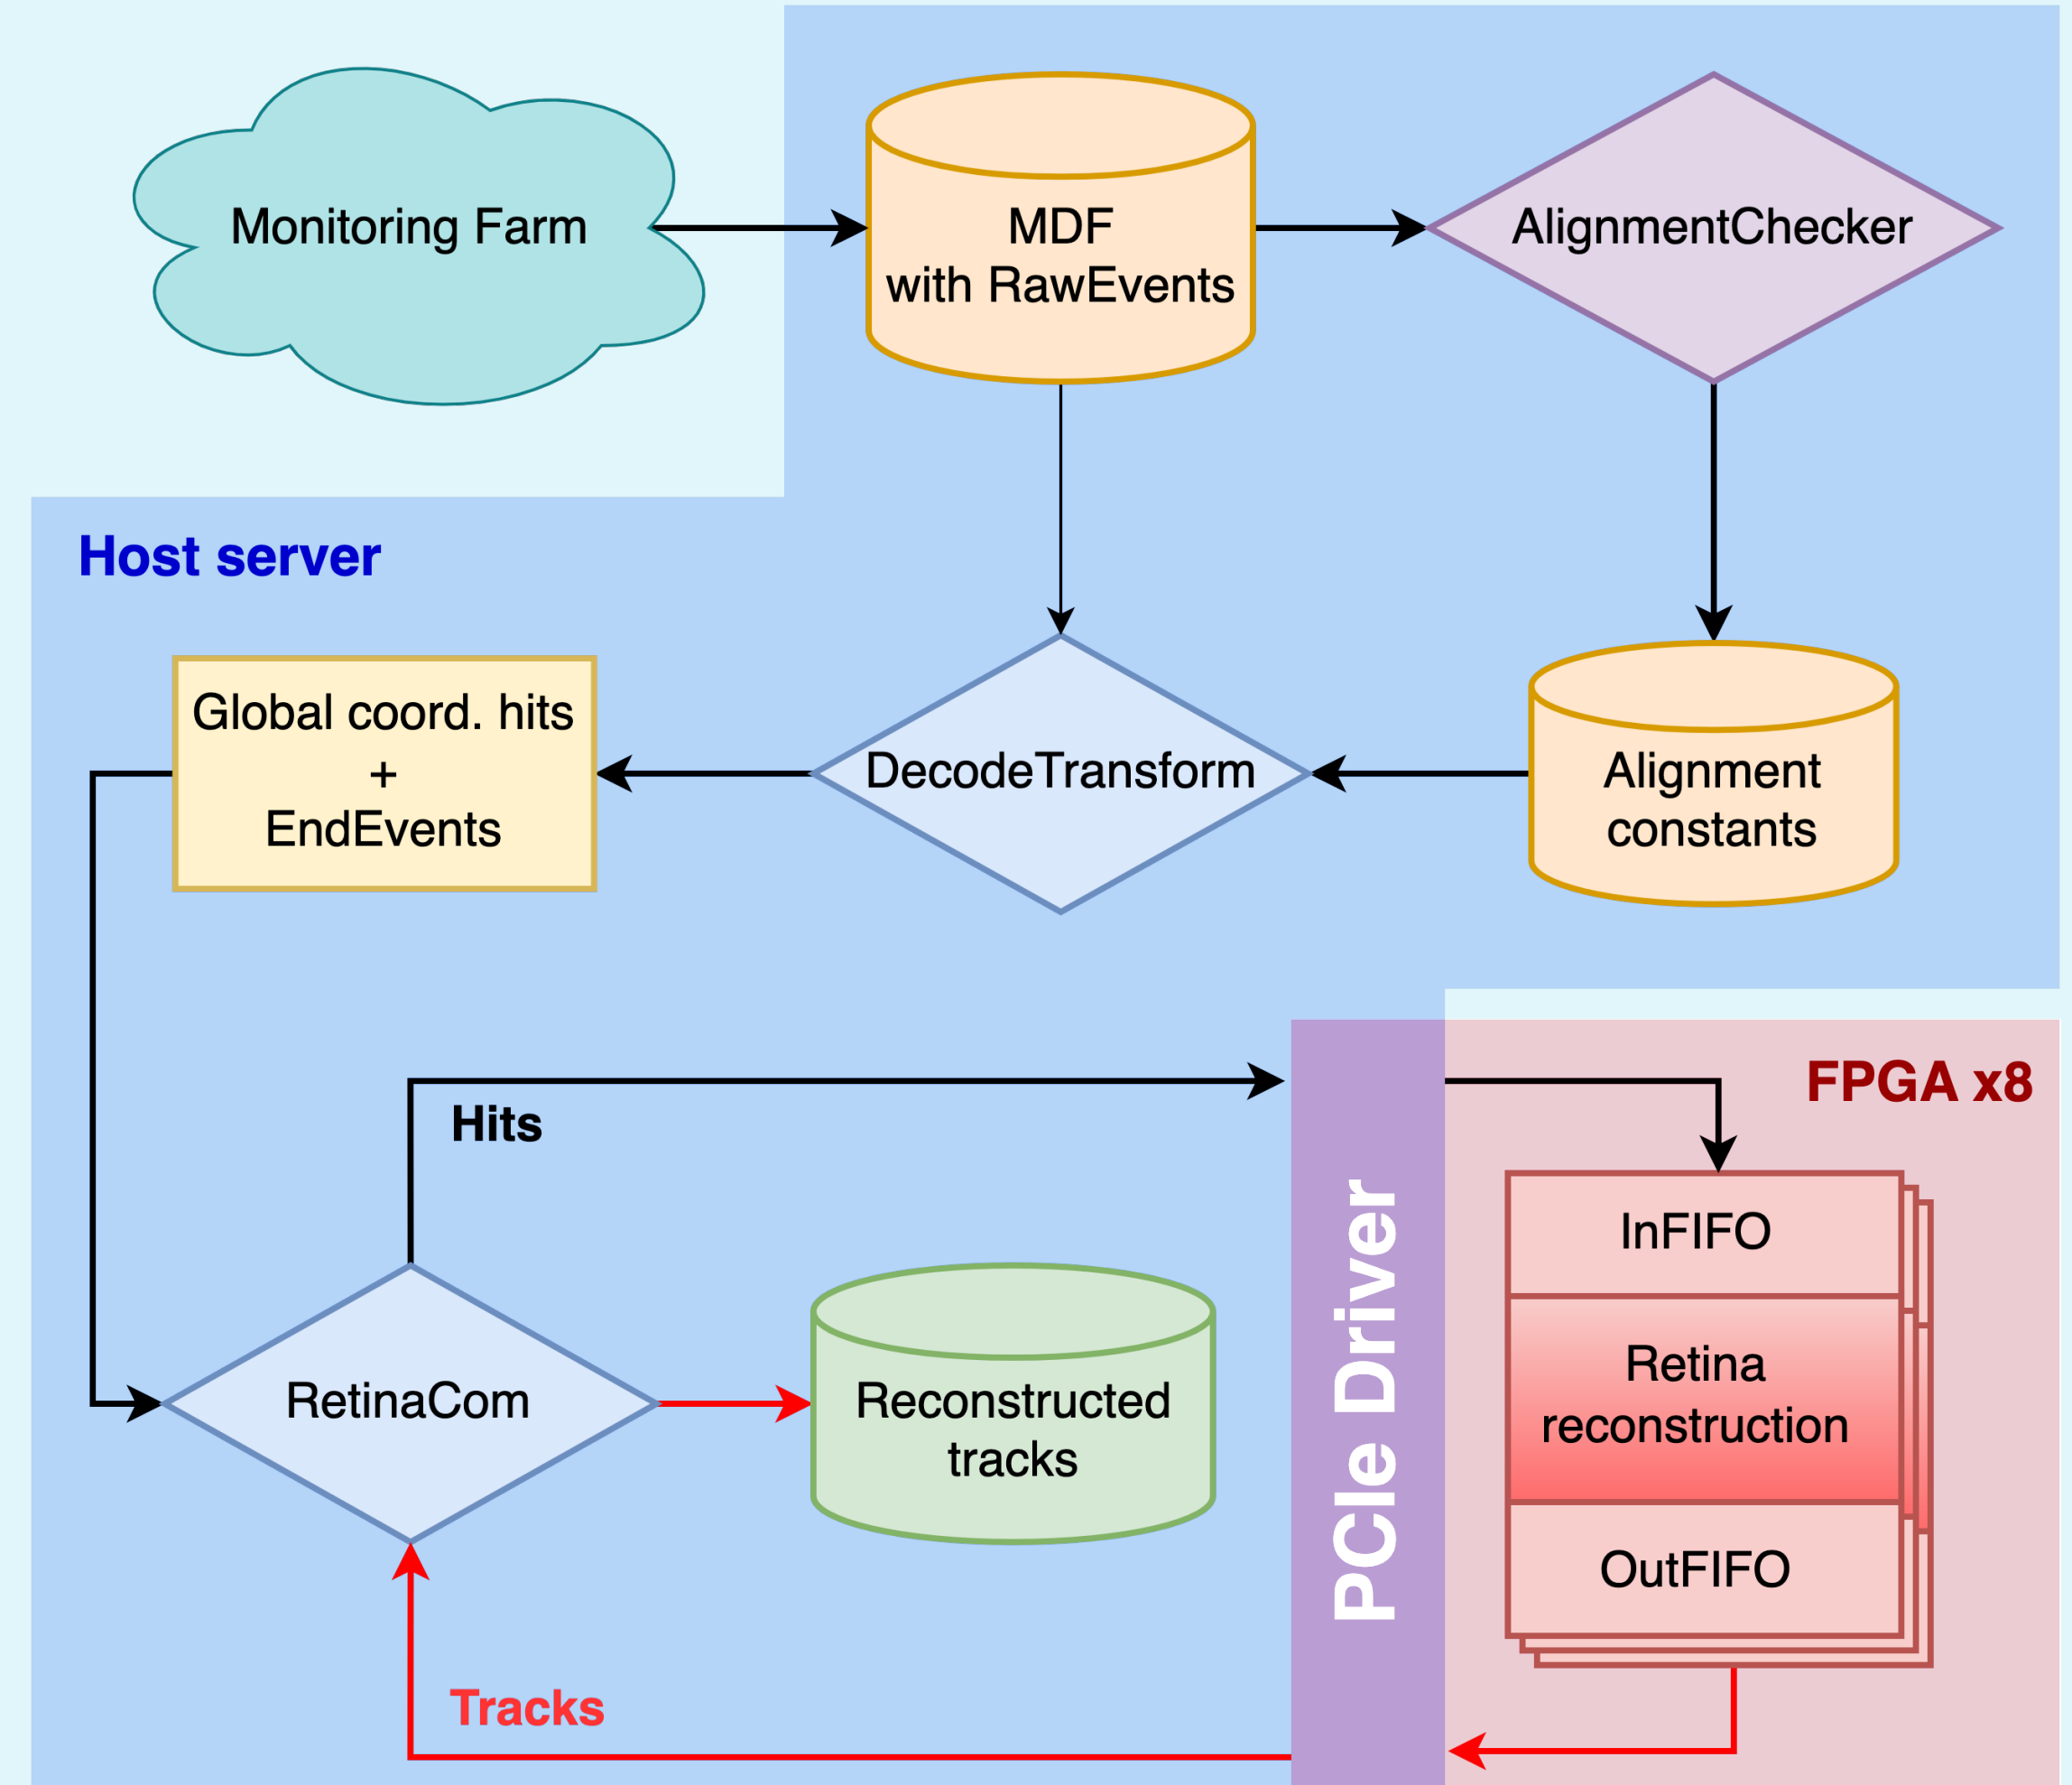 Monitoring Farm
MDF
with RawEvents
AlignmentChecker
Host server
Global coord. hits
+
EndEvents
DecodeTransform
Alignment
constants
Hits
PCIe Driver
FPGA x8
InFIFO
Retina
reconstruction
OutFIFO
RetinaCom
Reconstructed
tracks
Tracks